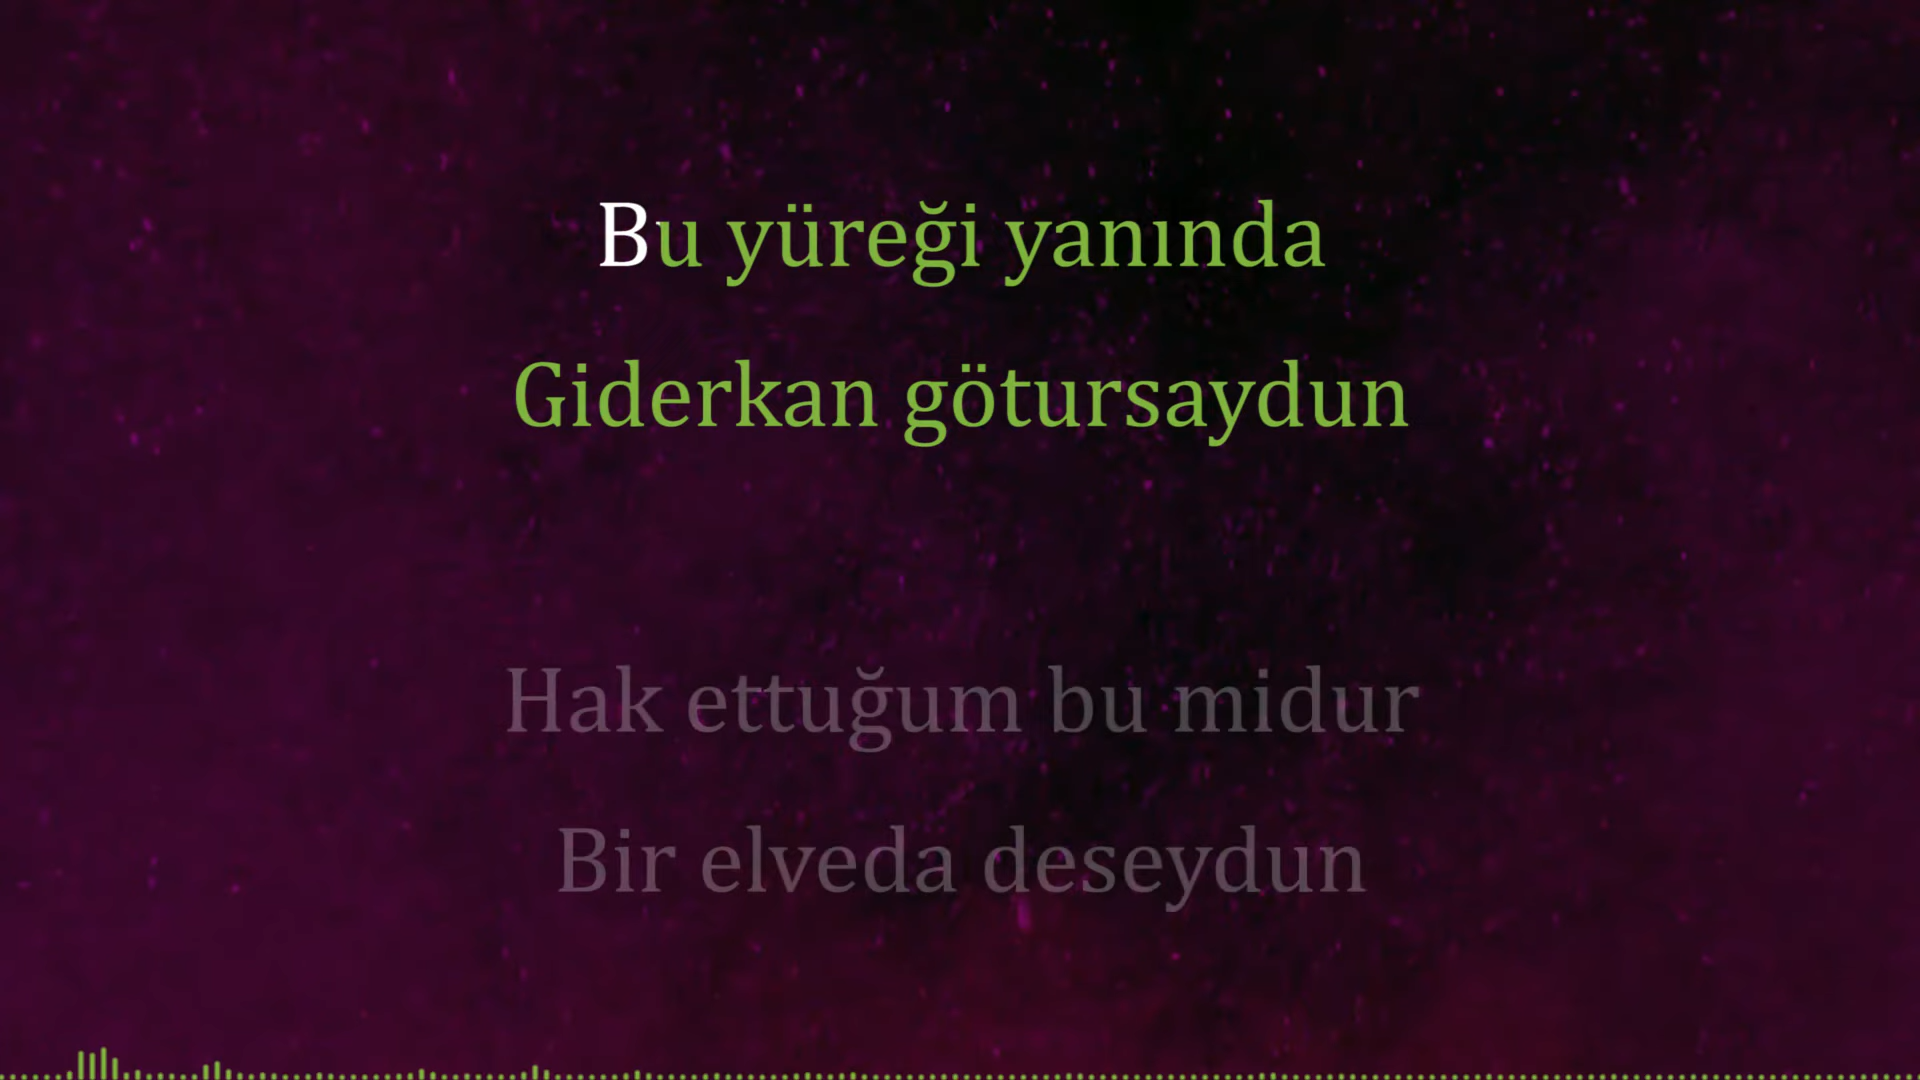 Bu yüreği yanında
Giderkan götursaydun
Hak ettuğum bu midur
Bir elveda deseydun